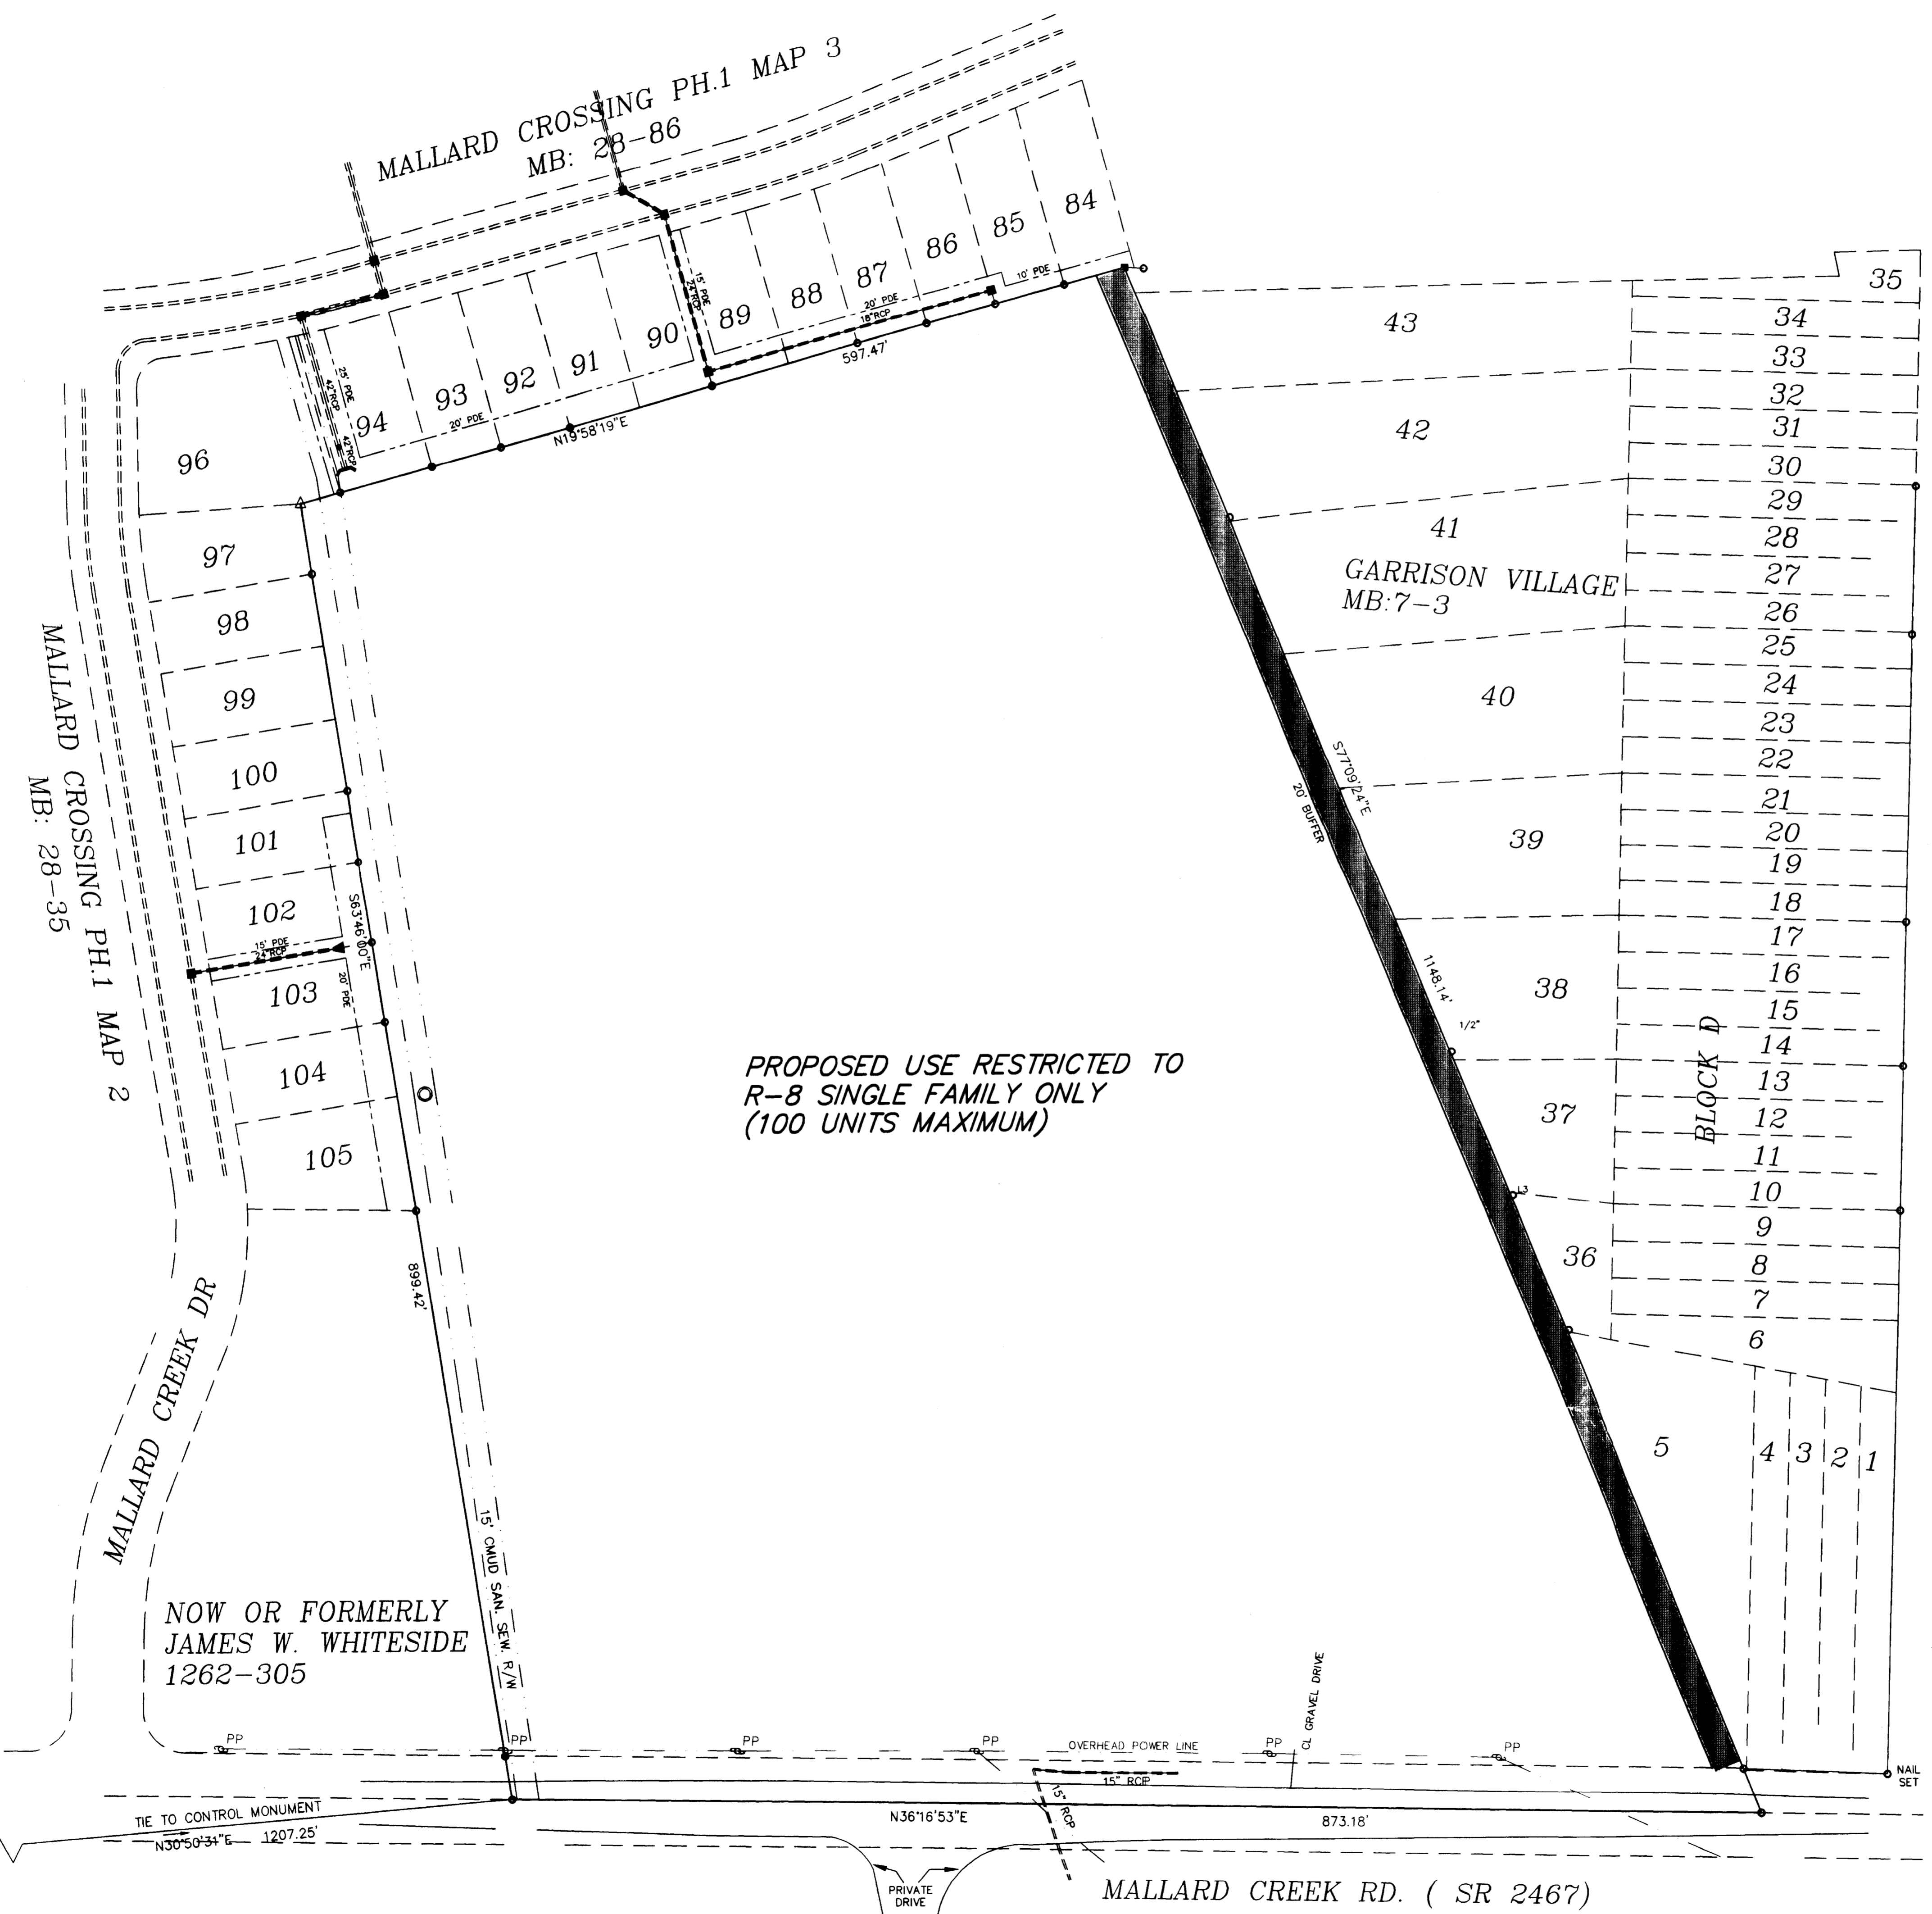 MALLARD CROSSING PH.1 MAP 3
MB: 28-86
84
85
86
87
88
89
90
91
92
93
94
96
97
98
99
100
101
102
103
104
105
10' PDE
20' PDE
18"RCP
15' PDE
24"RCP
25' PDE
42"RCP
42"RCP
20' PDE
597.47'
N19°58'19"E
MALLARD CROSSING PH.1 MAP 2
MB: 28-35
15' PDE
24"RCP
20' PDE
S63°46'00"E
899.42'
15' CMUD SAN. SEW. R/W
PROPOSED USE RESTRICTED TO
R-8 SINGLE FAMILY ONLY
(100 UNITS MAXIMUM)
S77°09'24"E
20' BUFFER
1148.14'
1/2"
L3
GARRISON VILLAGE
MB:7-3
BLOCK D
43
42
41
40
39
38
37
36
35
34
33
32
31
30
29
28
27
26
25
24
23
22
21
20
19
18
17
16
15
14
13
12
11
10
9
8
7
6
5
4
3
2
1
MALLARD CREEK DR
NOW OR FORMERLY
JAMES W. WHITESIDE
1262-305
PP
PP
PP
PP
OVERHEAD POWER LINE
PP
CL GRAVEL DRIVE
PP
NAIL
SET
15" RCP
15" RCP
TIE TO CONTROL MONUMENT
N30°50'31"E
1207.25'
N36°16'53"E
873.18'
PRIVATE
DRIVE
MALLARD CREEK RD. ( SR 2467)